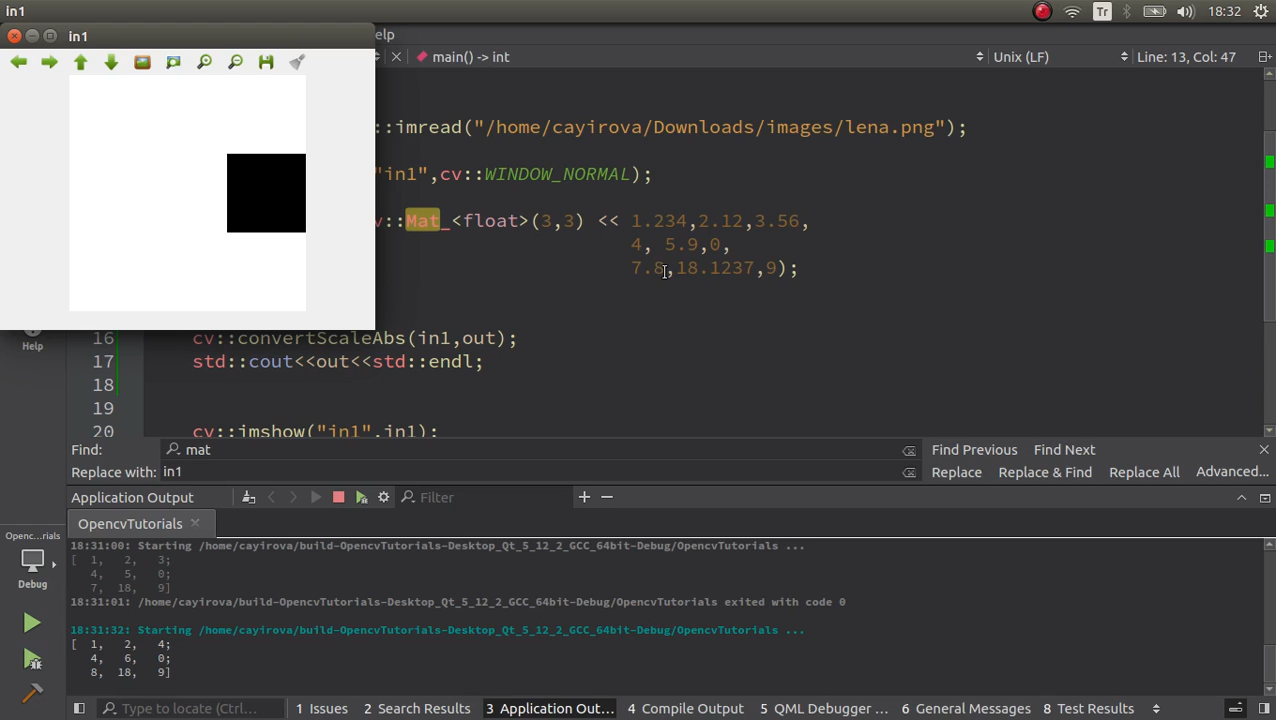 in1
Tr
18:32
in1
elp
main() -> int
Unix (LF)
Line: 13, Col: 47
::imread("/home/cayirova/Downloads/images/lena.png");
"in1",cv::WINDOW_NORMAL);
v::Mat_<float>(3,3) << 1.234,2.12,3.56,
4, 5.9,0,
7.8,18.1237,9);
Help
16 cv::convertScaleAbs(in1,out);
17 std::cout<<out<<std::endl;
18
19
20 cv::imshow("in1",in1);
Find: mat
Find Previous Find Next
Replace with: in1
Replace Replace & Find Replace All Advanced...
Application Output
Filter
OpencvTutorials
Openc...rials
Debug
18:31:00: Starting /home/cayirova/build-OpencvTutorials-Desktop_Qt_5_12_2_GCC_64bit-Debug/OpencvTutorials ...
[ 1, 2, 3;
4, 5, 0;
7, 18, 9]
18:31:01: /home/cayirova/build-OpencvTutorials-Desktop_Qt_5_12_2_GCC_64bit-Debug/OpencvTutorials exited with code 0
18:31:32: Starting /home/cayirova/build-OpencvTutorials-Desktop_Qt_5_12_2_GCC_64bit-Debug/OpencvTutorials ...
[ 1, 2, 4;
4, 6, 0;
8, 18, 9]
Type to locate (Ctrl...
1 Issues
2 Search Results
3 Application Out...
4 Compile Output
5 QML Debugger ...
6 General Messages
8 Test Results